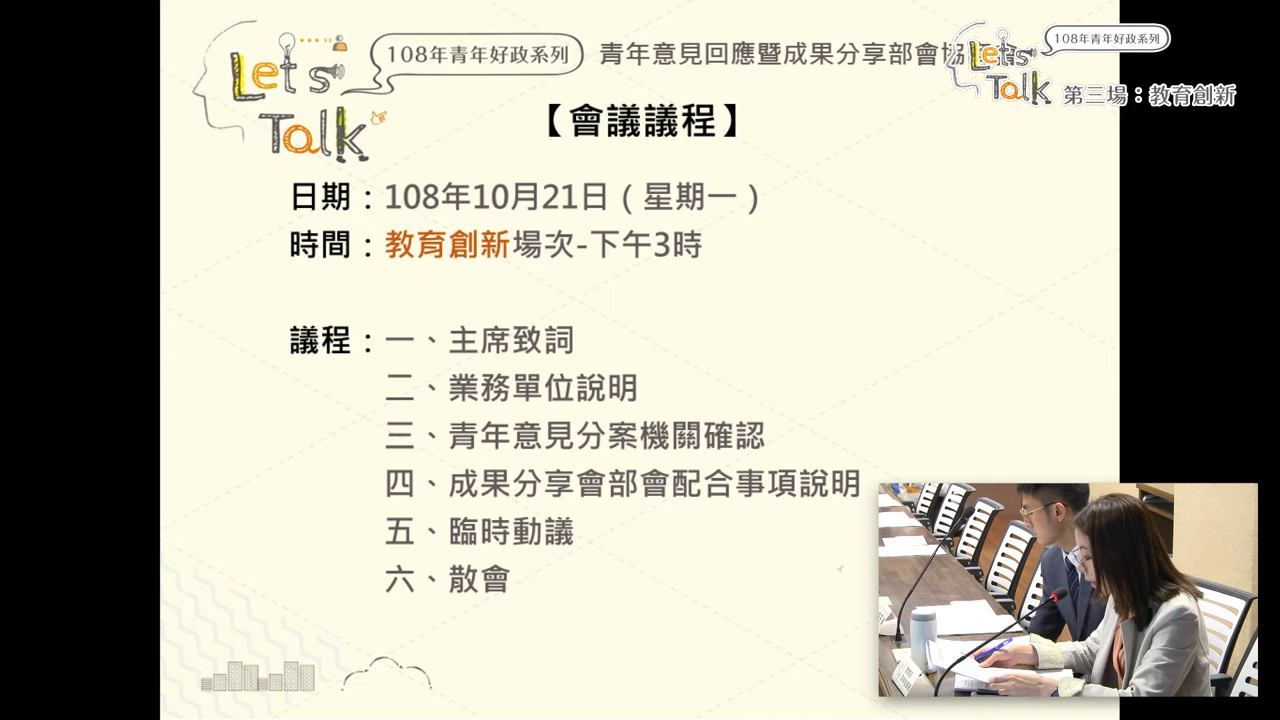 Let's Talk
108年青年好政系列
青年意見回應暨成果分享部會協
【會議議程】
Let's Talk
108年青年好政系列
第三場：教育創新
日期：108年10月21日（星期一）
時間：教育創新場次-下午3時
議程：一、主席致詞
二、業務單位說明
三、青年意見分案機關確認
四、成果分享會部會配合事項說明
五、臨時動議
六、散會